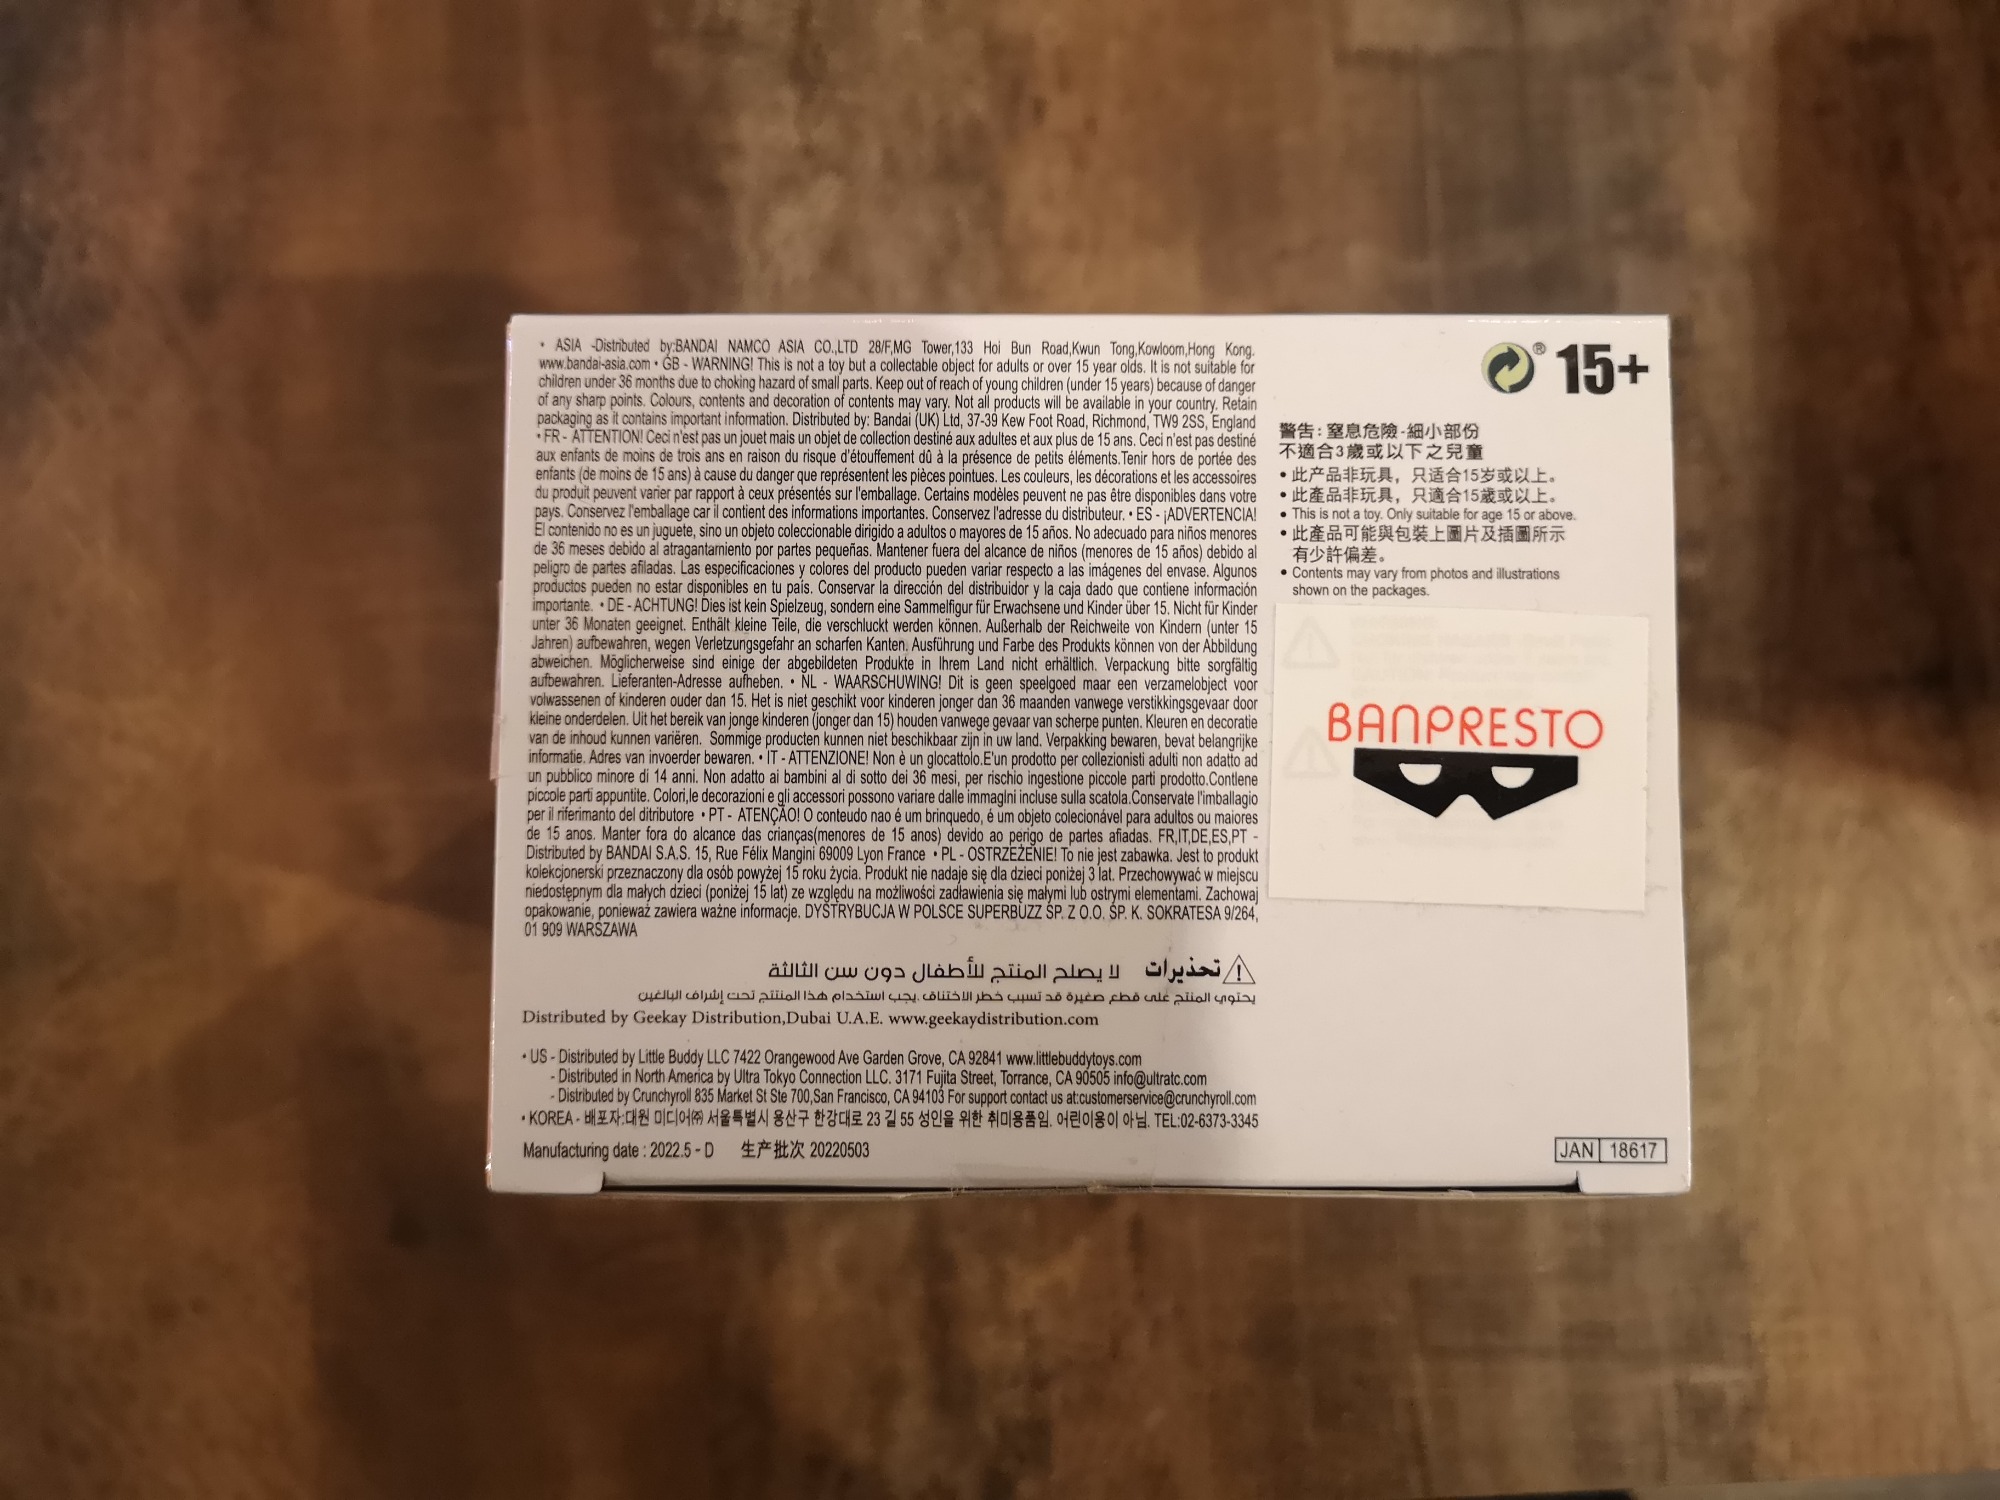 • ASIA -Distributed by:BANDAI NAMCO ASIA CO.,LTD 28/F,MG Tower,133 Hoi Bun Road,Kwun Tong,Kowloom,Hong Kong.
www.bandai-asia.com • GB - WARNING! This is not a toy but a collectable object for adults or over 15 year olds. It is not suitable for
children under 36 months due to choking hazard of small parts. Keep out of reach of young children (under 15 years) because of danger
of any sharp points. Colours, contents and decoration of contents may vary. Not all products will be available in your country. Retain
packaging as it contains important information. Distributed by: Bandai (UK) Ltd, 37-39 Kew Foot Road, Richmond, TW9 2SS, England
• FR - ATTENTION! Ceci n'est pas un jouet mais un objet de collection destiné aux adultes et aux plus de 15 ans. Ceci n'est pas destiné
aux enfants de moins de trois ans en raison du risque d'étouffement dû à la présence de petits éléments.Tenir hors de portée des
enfants (de moins de 15 ans) à cause du danger que représentent les pièces pointues. Les couleurs, les décorations et les accessoires
du produit peuvent varier par rapport à ceux présentés sur l'emballage. Certains modèles peuvent ne pas être disponibles dans votre
pays. Conservez l'emballage car il contient des informations importantes. Conservez l'adresse du distributeur. • ES - ¡ADVERTENCIA!
El contenido no es un juguete, sino un objeto coleccionable dirigido a adultos o mayores de 15 años. No adecuado para niños menores
de 36 meses debido al atragantamiento por partes pequeñas. Mantener fuera del alcance de niños (menores de 15 años) debido al
peligro de partes afiladas. Las especificaciones y colores del producto pueden variar respecto a las imágenes del envase. Algunos
productos pueden no estar disponibles en tu país. Conservar la dirección del distribuidor y la caja dado que contiene información
importante. • DE - ACHTUNG! Dies ist kein Spielzeug, sondern eine Sammelfigur für Erwachsene und Kinder über 15. Nicht für Kinder
unter 36 Monaten geeignet. Enthält kleine Teile, die verschluckt werden können. Außerhalb der Reichweite von Kindern (unter 15
Jahren) aufbewahren, wegen Verletzungsgefahr an scharfen Kanten. Ausführung und Farbe des Produkts können von der Abbildung
abweichen. Möglicherweise sind einige der abgebildeten Produkte in Ihrem Land nicht erhältlich. Verpackung bitte sorgfältig
aufbewahren. Lieferanten-Adresse aufheben. • NL - WAARSCHUWING! Dit is geen speelgoed maar een verzamelobject voor
volwassenen of kinderen ouder dan 15. Het is niet geschikt voor kinderen jonger dan 36 maanden vanwege verstikkingsgevaar door
kleine onderdelen. Uit het bereik van jonge kinderen (jonger dan 15) houden vanwege gevaar van scherpe punten. Kleuren en decoratie
van de inhoud kunnen variëren. Sommige producten kunnen niet beschikbaar zijn in uw land. Verpakking bewaren, bevat belangrijke
informatie. Adres van invoerder bewaren. • IT - ATTENZIONE! Non è un glocattolo.E'un prodotto per collezionisti adulti non adatto ad
un pubblico minore di 14 anni. Non adatto ai bambini al di sotto dei 36 mesi, per rischio ingestione piccole parti prodotto.Contlene
piccole parti appuntite. Colori,le decorazioni e gli accessori possono variare dalle immagIni incluse sulla scatola.Conservate l'imballagio
per il riferimanto del ditributore • PT - ATENÇÃO! O conteudo nao é um brinquedo, é um objeto colecionável para adultos ou maiores
de 15 anos. Manter fora do alcance das crianças(menores de 15 anos) devido ao perigo de partes afiadas. FR,IT,DE,ES,PT -
Distributed by BANDAI S.A.S. 15, Rue Félix Mangini 69009 Lyon France • PL - OSTRZEŻENIE! To nie jest zabawka. Jest to produkt
kolekcjonerski przeznaczony dla osób powyżej 15 roku życia. Produkt nie nadaje się dla dzieci poniżej 3 lat. Przechowywać w miejscu
niedostępnym dla małych dzieci (poniżej 15 lat) ze względu na możliwości zadławienia się małymi lub ostrymi elementami. Zachowaj
opakowanie, ponieważ zawiera ważne informacje. DYSTRYBUCJA W POLSCE SUPERBUZZ SP. Z O.O. SP. K. SOKRATESA 9/264,
01 909 WARSZAWA
تحذيرات لا يصلح المنتج للأطفال دون سن الثالثة
يحتوي المنتج على قطع صغيرة قد تسبب خطر الاختناق. يجب استخدام هذا المنتج تحت إشراف البالغين
Distributed by Geekay Distribution,Dubai U.A.E. www.geekaydistribution.com
• US - Distributed by Little Buddy LLC 7422 Orangewood Ave Garden Grove, CA 92841 www.littlebuddytoys.com
- Distributed in North America by Ultra Tokyo Connection LLC. 3171 Fujita Street, Torrance, CA 90505 info@ultratc.com
- Distributed by Crunchyroll 835 Market St Ste 700,San Francisco, CA 94103 For support contact us at:customerservice@crunchyroll.com
• KOREA - 배포자:대원 미디어㈜ 서울특별시 용산구 한강대로 23 길 55 성인을 위한 취미용품임. 어린이용이 아님. TEL:02-6373-3345
Manufacturing date : 2022.5 - D 生产批次 20220503
® 15+
警告: 窒息危險-細小部份
不適合3歲或以下之兒童
• 此产品非玩具，只适合15岁或以上。
• 此產品非玩具，只適合15歲或以上。
• This is not a toy. Only suitable for age 15 or above.
• 此產品可能與包裝上圖片及插圖所示
有少許偏差。
• Contents may vary from photos and illustrations
shown on the packages.
BANPRESTO
JAN 18617